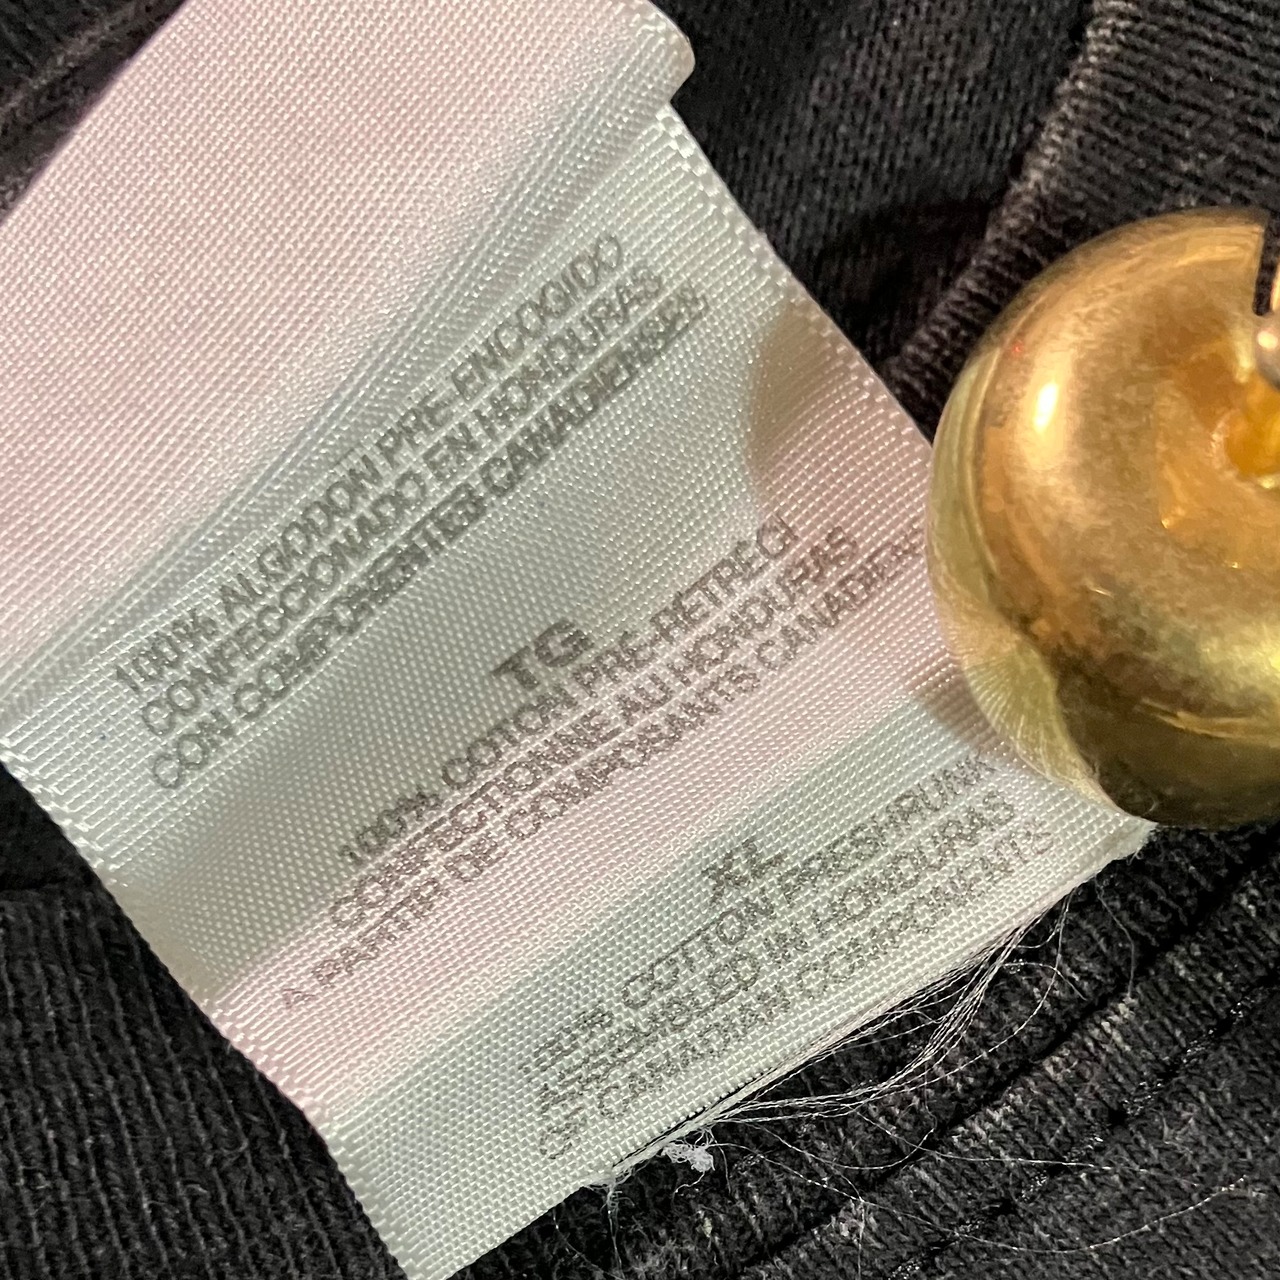 100% ALGODON PRE-ENCOGIDO
CONFECCIONADO EN HONDURAS
CON COMPONENTES CANADIENSES
TG
100% COTON PRE-RETRECI
CONFECTIONNE AU HONDURAS
A PARTIR DE COMPOSANTS CANADIENS
XL
100% COTTON PRESHRUNK
ASSEMBLED IN HONDURAS
OF CANADIAN COMPONENTS